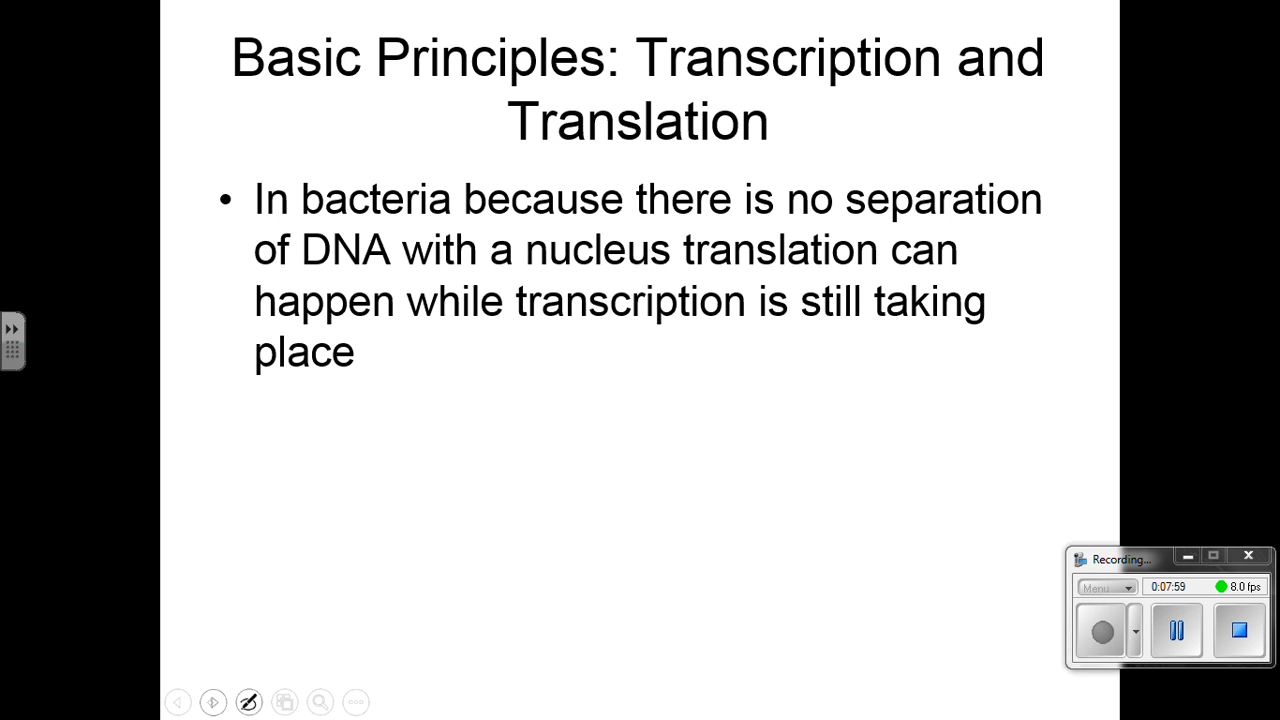 Basic Principles: Transcription and
Translation
• In bacteria because there is no separation
of DNA with a nucleus translation can
happen while transcription is still taking
place
Recording...
Menu
0:07:59
8.0 fps